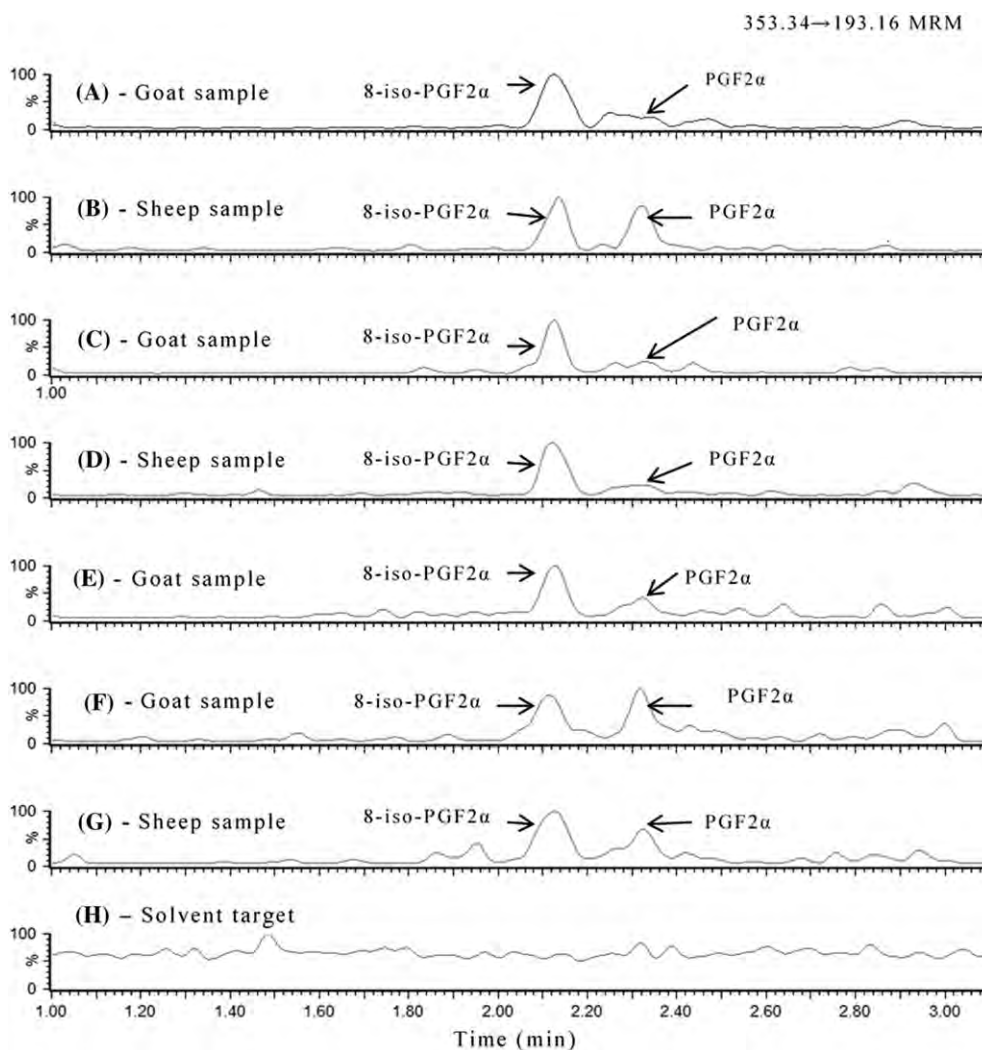 353.34→193.16 MRM
100
%
0
(A) - Goat sample
8-iso-PGF2α
PGF2α
100
%
0
(B) - Sheep sample
8-iso-PGF2α
PGF2α
100
%
0
(C) - Goat sample
8-iso-PGF2α
PGF2α
1.00
100
%
0
(D) - Sheep sample
8-iso-PGF2α
PGF2α
100
%
0
(E) - Goat sample
8-iso-PGF2α
PGF2α
100
%
0
(F) - Goat sample
8-iso-PGF2α
PGF2α
100
%
0
(G) - Sheep sample
8-iso-PGF2α
PGF2α
(H) – Solvent target
100
%
0
1.00 1.20 1.40 1.60 1.80 2.00 2.20 2.40 2.60 2.80 3.00
Time (min)